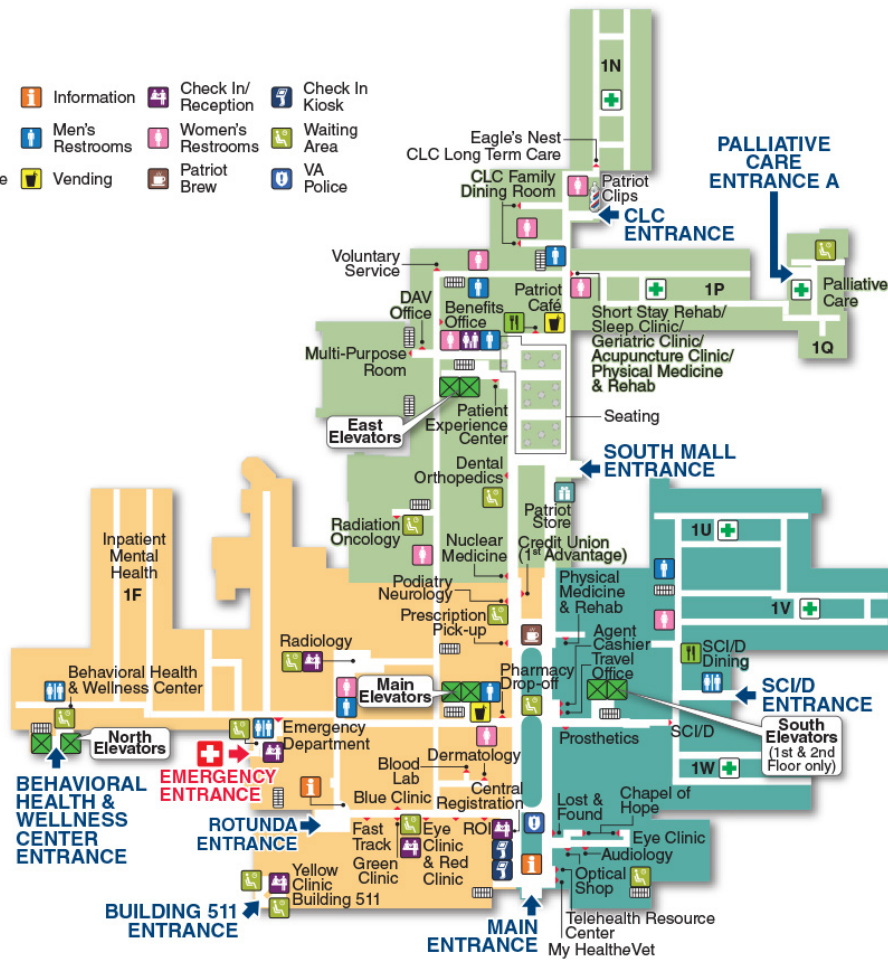 1N
Information
Check In/
Reception
Check In
Kiosk
Men's
Restrooms
Women's
Restrooms
Waiting
Area
e
Vending
Patriot
Brew
VA
Police
Eagle's Nest
CLC Long Term Care
CLC Family
Dining Room
Patriot
Clips
CLC
ENTRANCE
PALLIATIVE
CARE
ENTRANCE A
Voluntary
Service
DAV
Office
Benefits
Office
Patriot
Café
1P
Palliative
Care
1Q
Short Stay Rehab/
Sleep Clinic/
Geriatric Clinic/
Acupuncture Clinic/
Physical Medicine
& Rehab
Multi-Purpose
Room
East
Elevators
Patient
Experience
Center
Seating
SOUTH MALL
ENTRANCE
Dental
Orthopedics
Patriot
Store
Radiation
Oncology
Nuclear
Medicine
Credit Union
(1st Advantage)
1U
Inpatient
Mental
Health
1F
Podiatry
Neurology
Physical
Medicine
& Rehab
1V
Prescription
Pick-up
Radiology
Agent
Cashier
Travel
Office
SCI/D
Dining
Behavioral Health
& Wellness Center
Main
Elevators
Pharmacy
Drop-off
SCI/D
ENTRANCE
North
Elevators
Emergency
Department
Prosthetics
SCI/D
South
Elevators
(1st & 2nd
Floor only)
EMERGENCY
ENTRANCE
Dermatology
Blood
Lab
1W
BEHAVIORAL
HEALTH &
WELLNESS
CENTER
ENTRANCE
Blue Clinic
Central
Registration
Lost &
Found
Chapel of
Hope
ROTUNDA
ENTRANCE
Fast
Track
Green
Clinic
Eye
Clinic
& Red
Clinic
ROI
Eye Clinic
Audiology
Optical
Shop
Yellow
Clinic
Building 511
BUILDING 511
ENTRANCE
MAIN
ENTRANCE
Telehealth Resource
Center
My HealtheVet